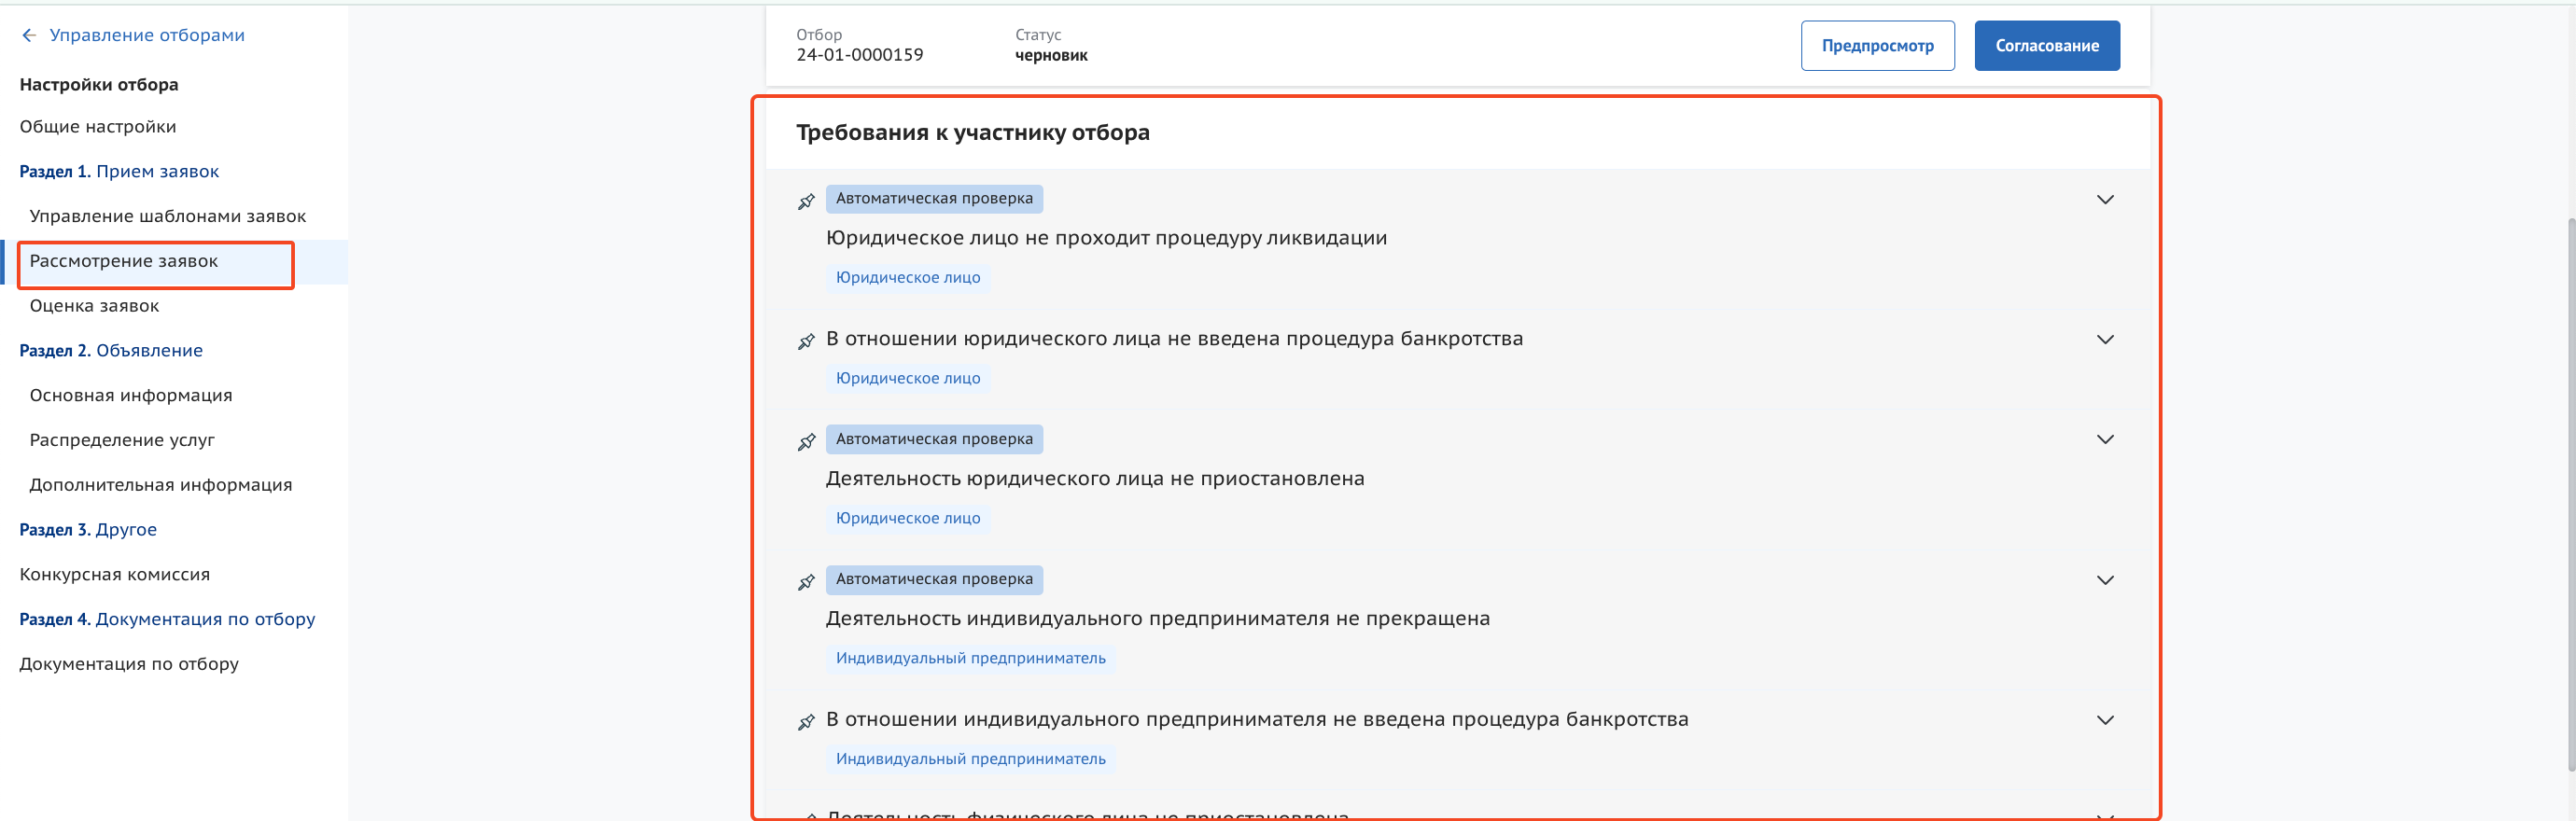 Управление отборами
Настройки отбора
Общие настройки
Раздел 1. Прием заявок
Управление шаблонами заявок
Рассмотрение заявок
Оценка заявок
Раздел 2. Объявление
Основная информация
Распределение услуг
Дополнительная информация
Раздел 3. Другое
Конкурсная комиссия
Раздел 4. Документация по отбору
Документация по отбору
Отбор
24-01-0000159
Статус
черновик
Предпросмотр
Согласование
Требования к участнику отбора
Автоматическая проверка
Юридическое лицо не проходит процедуру ликвидации
Юридическое лицо
В отношении юридического лица не введена процедура банкротства
Юридическое лицо
Автоматическая проверка
Деятельность юридического лица не приостановлена
Юридическое лицо
Автоматическая проверка
Деятельность индивидуального предпринимателя не прекращена
Индивидуальный предприниматель
В отношении индивидуального предпринимателя не введена процедура банкротства
Индивидуальный предприниматель
Деятельность физического лица не приостановлена